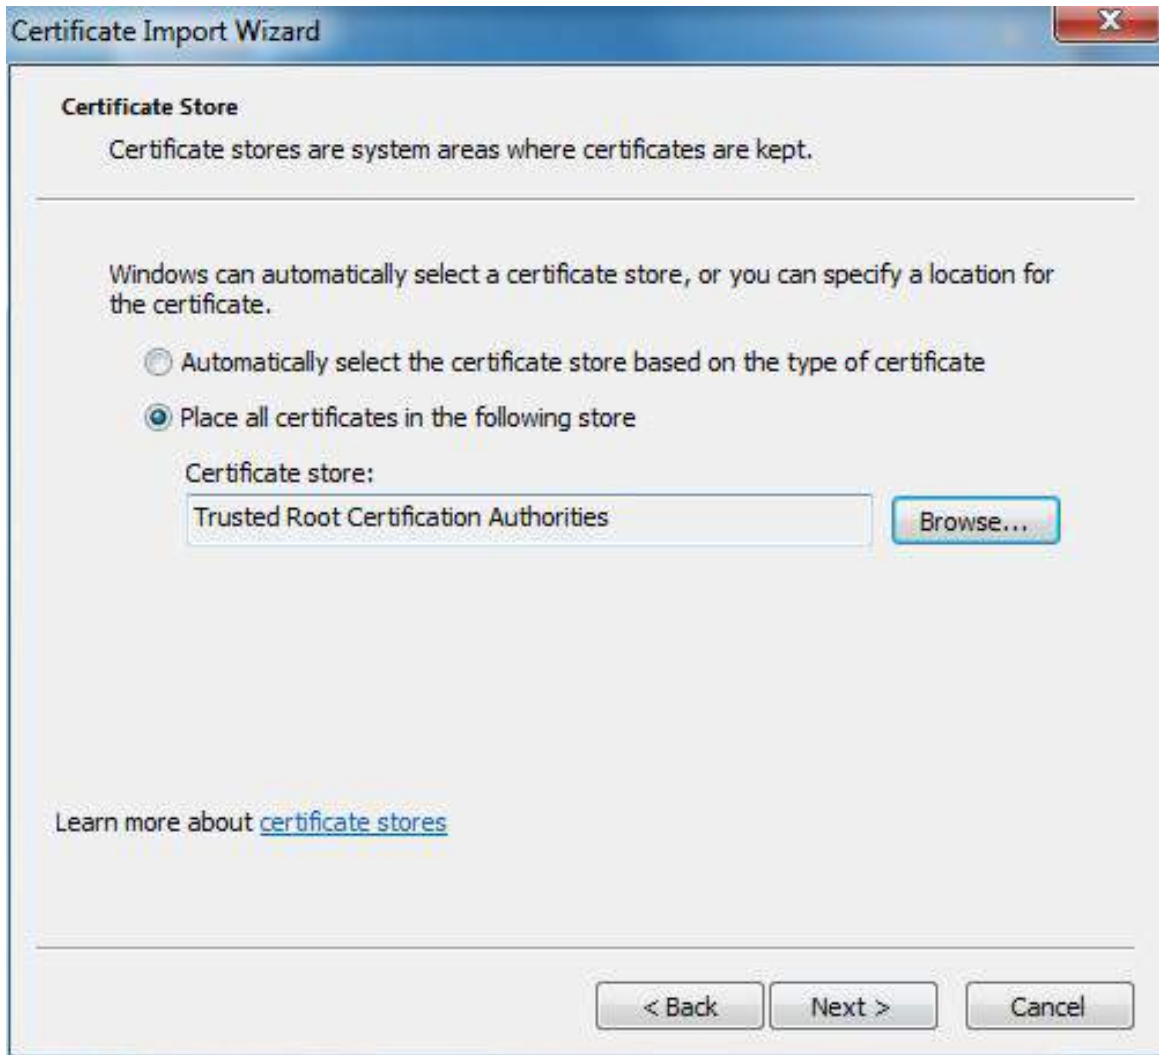 Certificate Import Wizard
Certificate Store
Certificate stores are system areas where certificates are kept.
Windows can automatically select a certificate store, or you can specify a location for
the certificate.
Automatically select the certificate store based on the type of certificate
Place all certificates in the following store
Certificate store:
Trusted Root Certification Authorities
Browse...
Learn more about certificate stores
< Back Next > Cancel